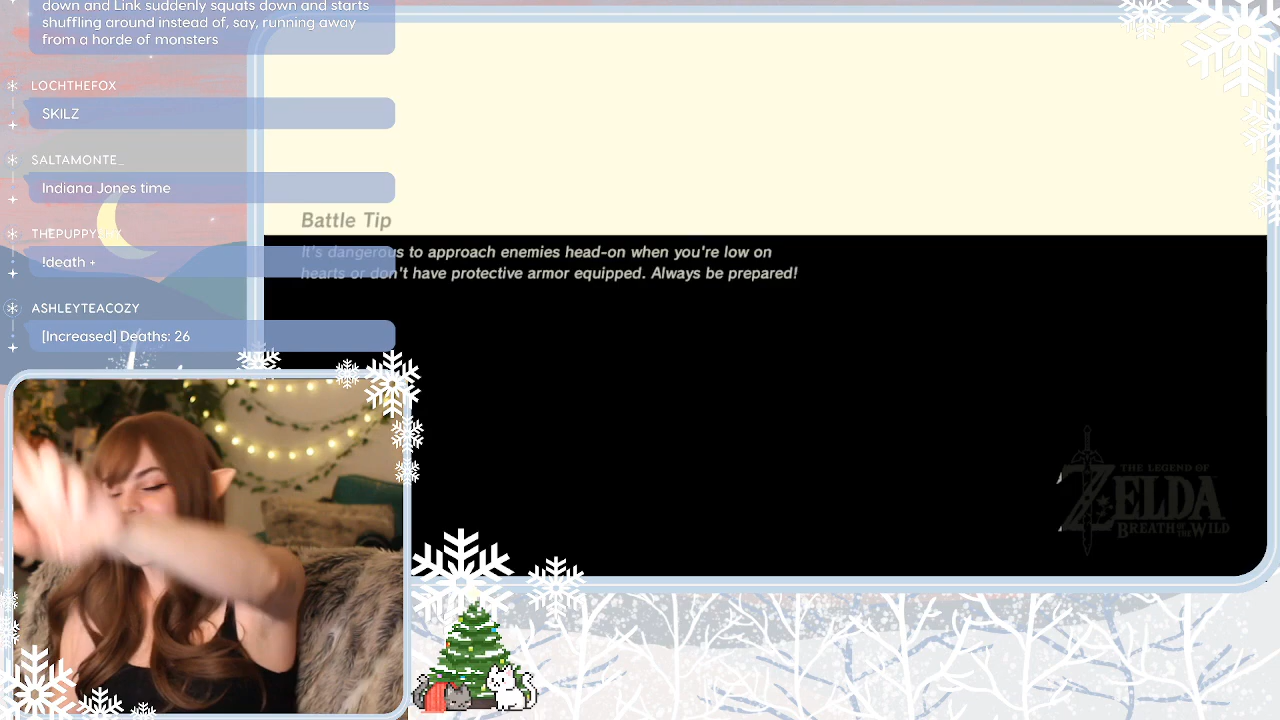 down and Link suddenly squats down and starts
shuffling around instead of, say, running away
from a horde of monsters
LOCHTHEFOX
SKILZ
SALTAMONTE_
Indiana Jones time
!death +
ASHLEYTEACOZY
[Increased] Deaths: 26
Battle Tip
It's dangerous to approach enemies head-on when you're low on
hearts or don't have protective armor equipped. Always be prepared!
THE LEGEND OF
ZELDA
BREATH OF THE WILD